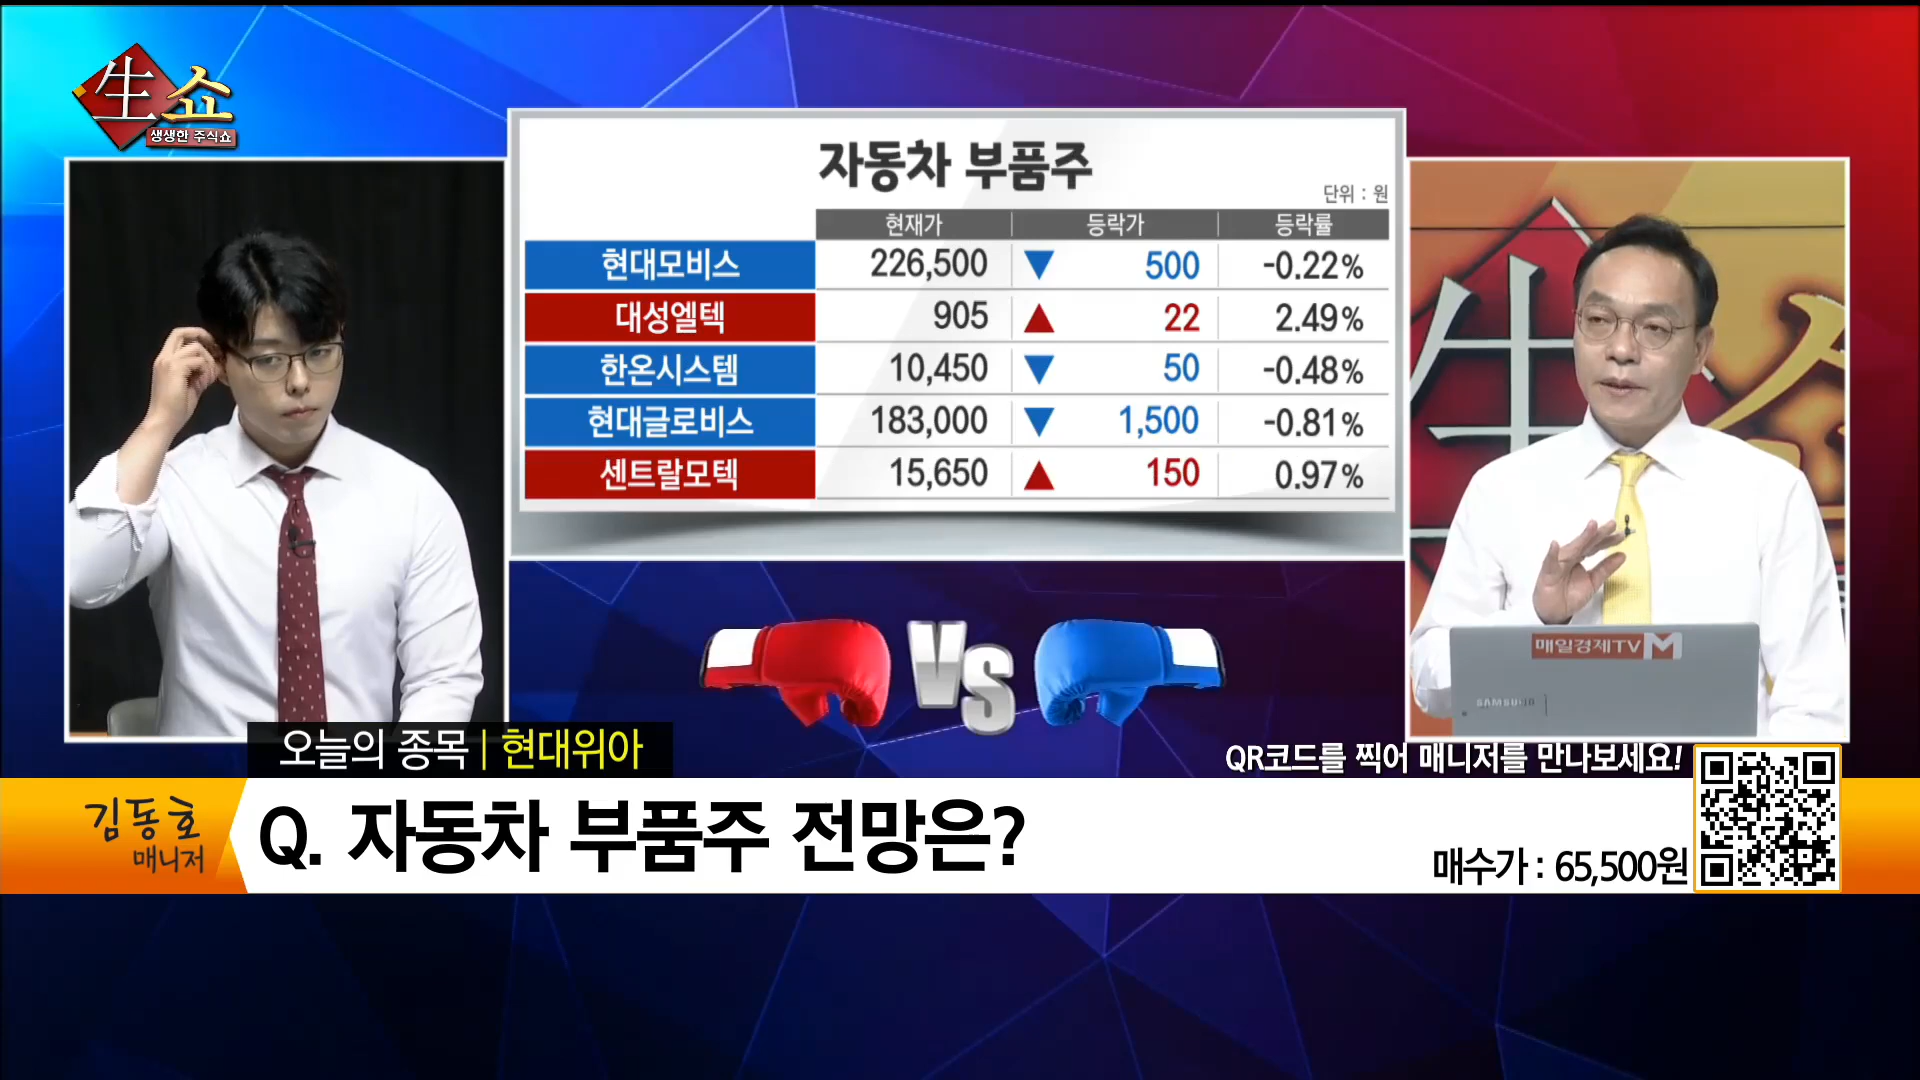 生쇼
생생한 주식쇼
자동차 부품주
단위 : 원
현재가 등락가 등락률
현대모비스 226,500 ▼ 500 -0.22%
대성엘텍 905 ▲ 22 2.49%
한온시스템 10,450 ▼ 50 -0.48%
현대글로비스 183,000 ▼ 1,500 -0.81%
센트랄모텍 15,650 ▲ 150 0.97%
生쇼
VS
매일경제TV M
SAMSUNG
오늘의 종목 | 현대위아
QR코드를 찍어 매니저를 만나보세요!
김동호
매니저
Q. 자동차 부품주 전망은?
매수가 : 65,500원